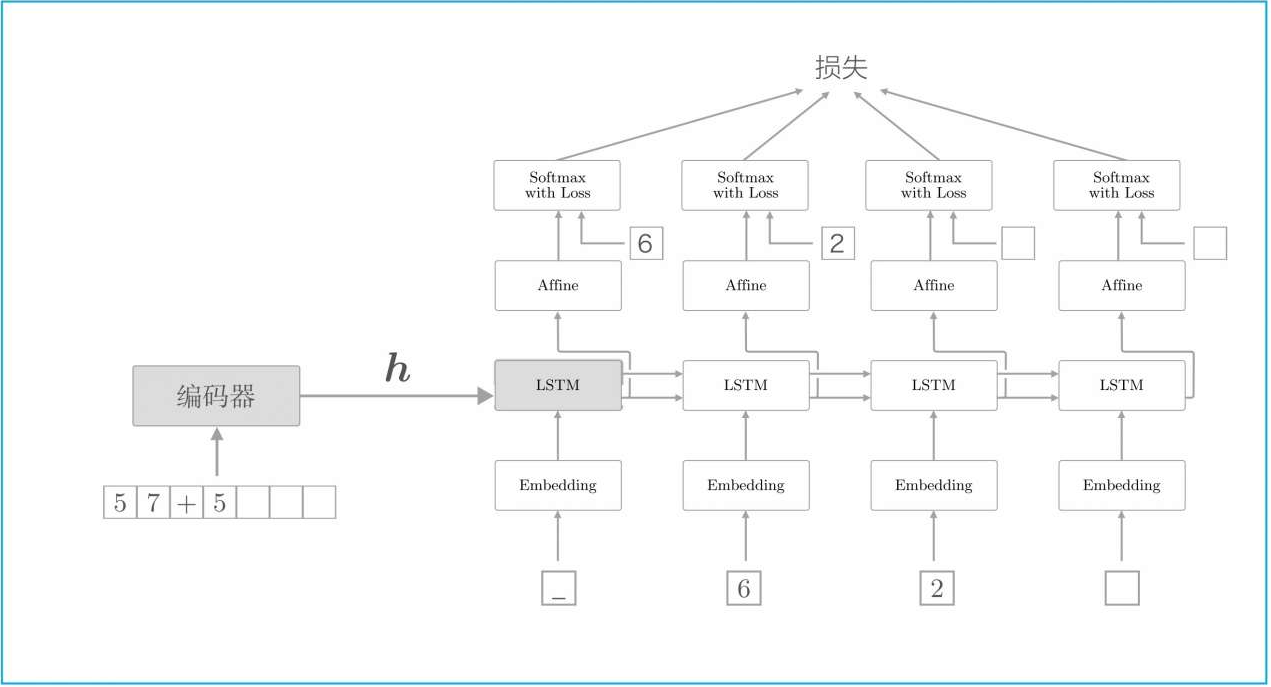 损失
Softmax
with Loss
Softmax
with Loss
Softmax
with Loss
Softmax
with Loss
6
2
Affine
Affine
Affine
Affine
编码器
h
LSTM
LSTM
LSTM
LSTM
5 7 + 5
Embedding
Embedding
Embedding
Embedding
_
6
2